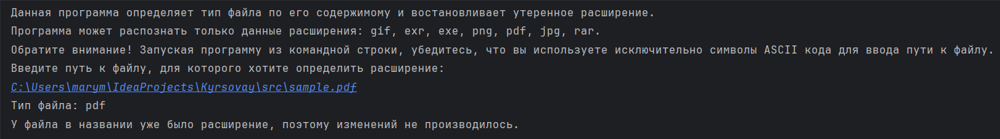 Данная программа определяет тип файла по его содержимому и востановливает утеренное расширение.
Программа может распознать только данные расширения: gif, exr, exe, png, pdf, jpg, rar.
Обратите внимание! Запуская программу из командной строки, убедитесь, что вы используете исключительно символы ASCII кода для ввода пути к файлу.
Введите путь к файлу, для которого хотите определить расширение:
C:\Users\marym\IdeaProjects\Kyrsovay\src\sample.pdf
Тип файла: pdf
У файла в названии уже было расширение, поэтому изменений не производилось.